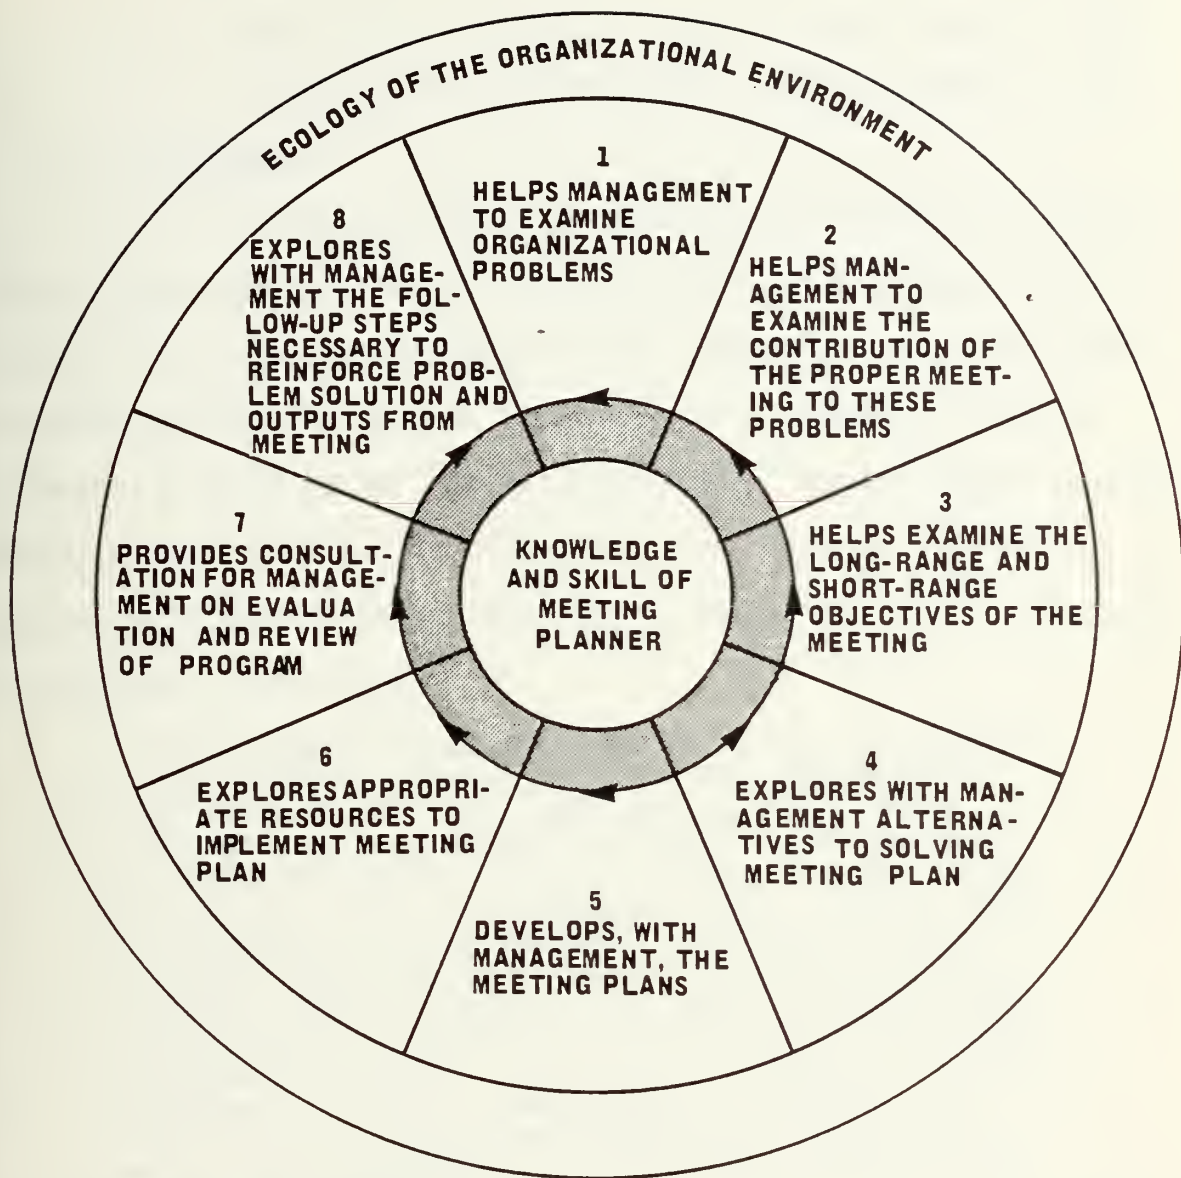 ECOLOGY OF THE ORGANIZATIONAL ENVIRONMENT
1
HELPS MANAGEMENT
TO EXAMINE
ORGANIZATIONAL
PROBLEMS
2
HELPS MAN-
AGEMENT TO
EXAMINE THE
CONTRIBUTION OF
THE PROPER MEET-
ING TO THESE
PROBLEMS
3
HELPS EXAMINE THE
LONG-RANGE AND
SHORT-RANGE
OBJECTIVES OF THE
MEETING
4
EXPLORES WITH MAN-
AGEMENT ALTERNA-
TIVES TO SOLVING
MEETING PLAN
5
DEVELOPS, WITH
MANAGEMENT, THE
MEETING PLANS
6
EXPLORES APPROPRI-
ATE RESOURCES TO
IMPLEMENT MEETING
PLAN
7
PROVIDES CONSULT-
ATION FOR MANAGE-
MENT ON EVALUA
TION AND REVIEW
OF PROGRAM
8
EXPLORES
WITH MANAGE-
MENT THE FOL-
LOW-UP STEPS
NECESSARY TO
REINFORCE PROB-
LEM SOLUTION AND
OUTPUTS FROM
MEETING
KNOWLEDGE
AND SKILL OF
MEETING
PLANNER